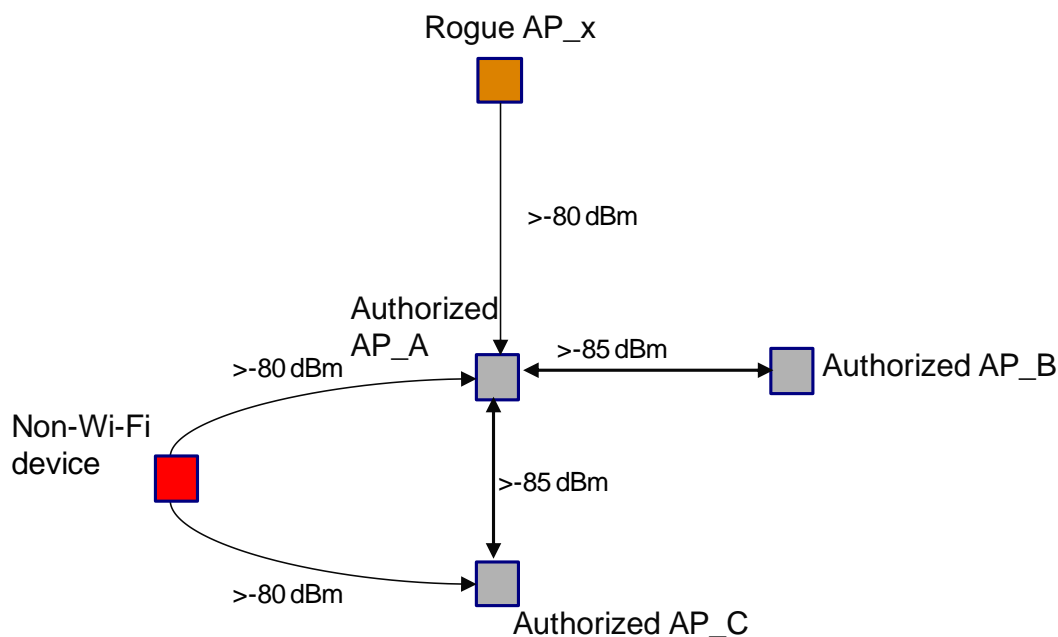 Rogue AP_x
>-80 dBm
Authorized
AP_A
>-85 dBm
Authorized AP_B
>-80 dBm
Non-Wi-Fi
device
>-85 dBm
>-80 dBm
Authorized AP_C